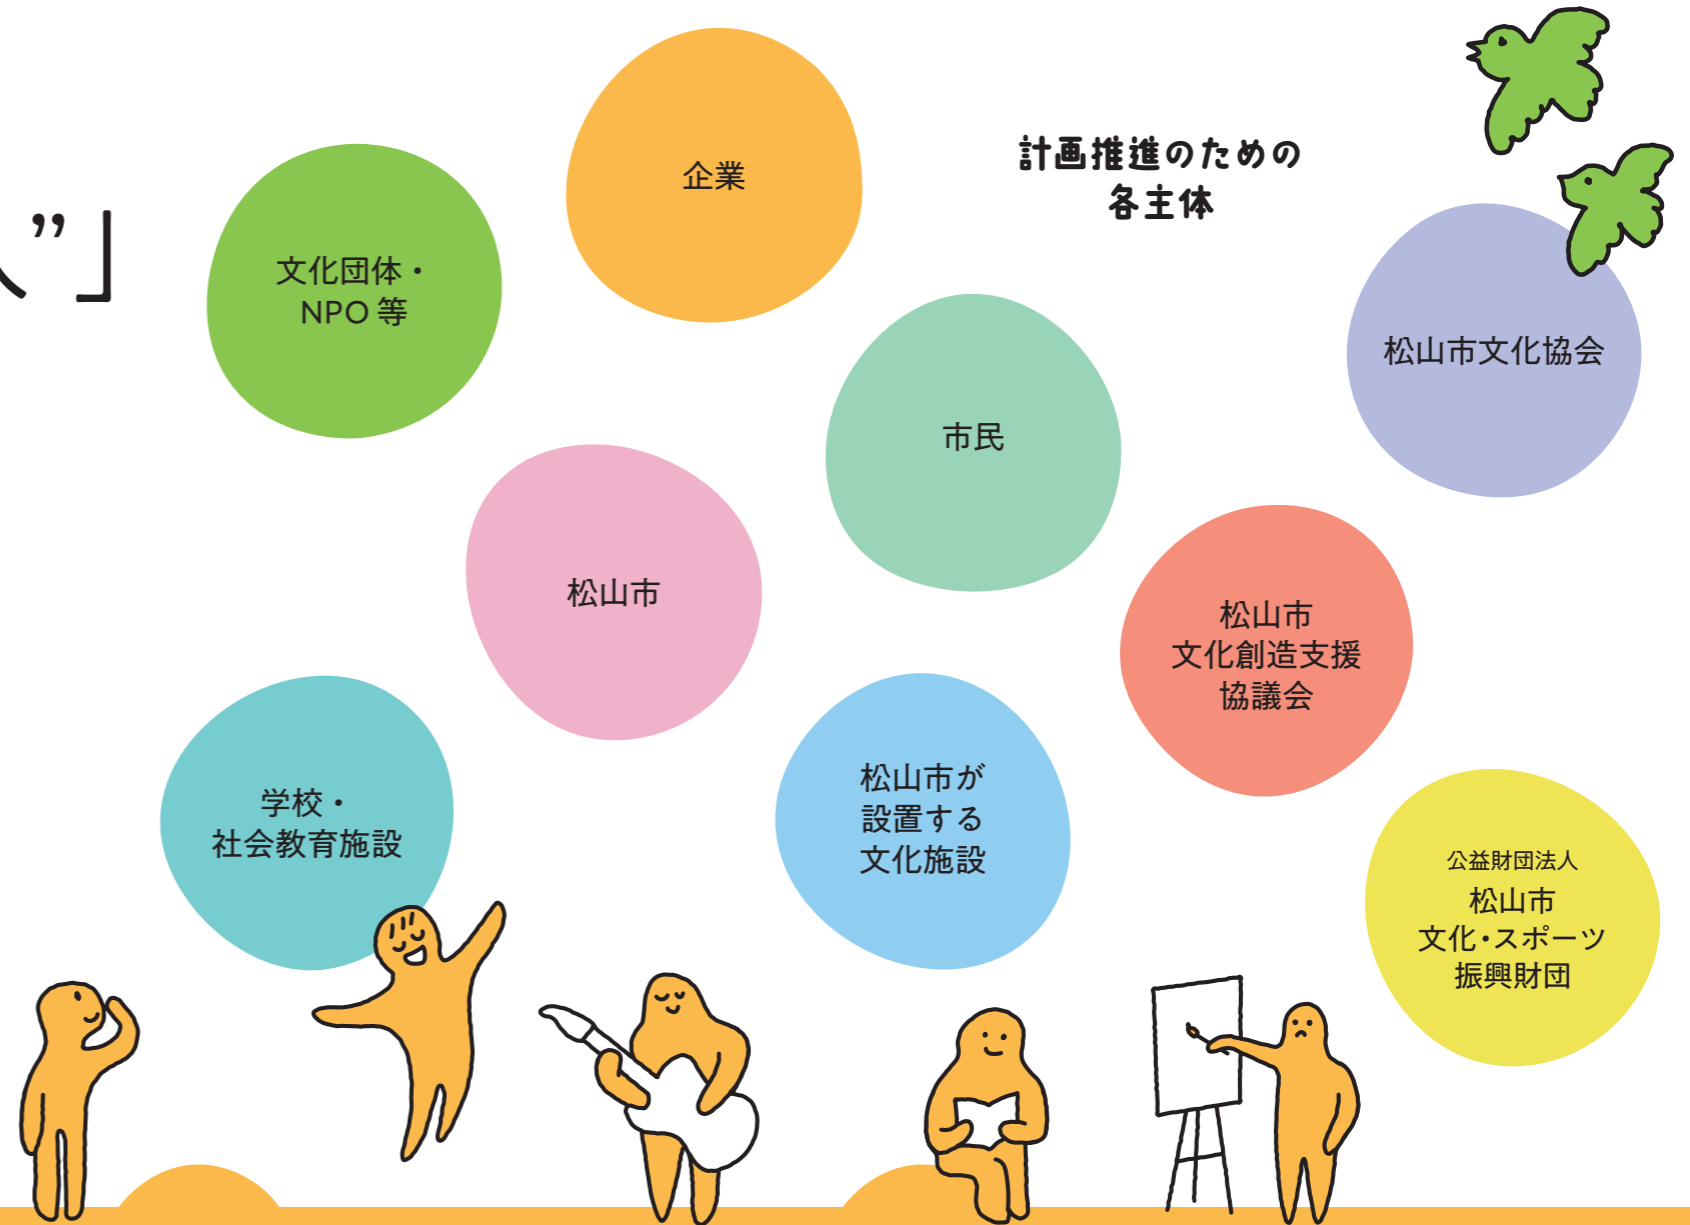 ”」
計画推進のための
各主体
企業
文化団体・
NPO 等
松山市文化協会
市民
松山市
松山市
文化創造支援
協議会
学校・
社会教育施設
松山市が
設置する
文化施設
公益財団法人
松山市
文化・スポーツ
振興財団